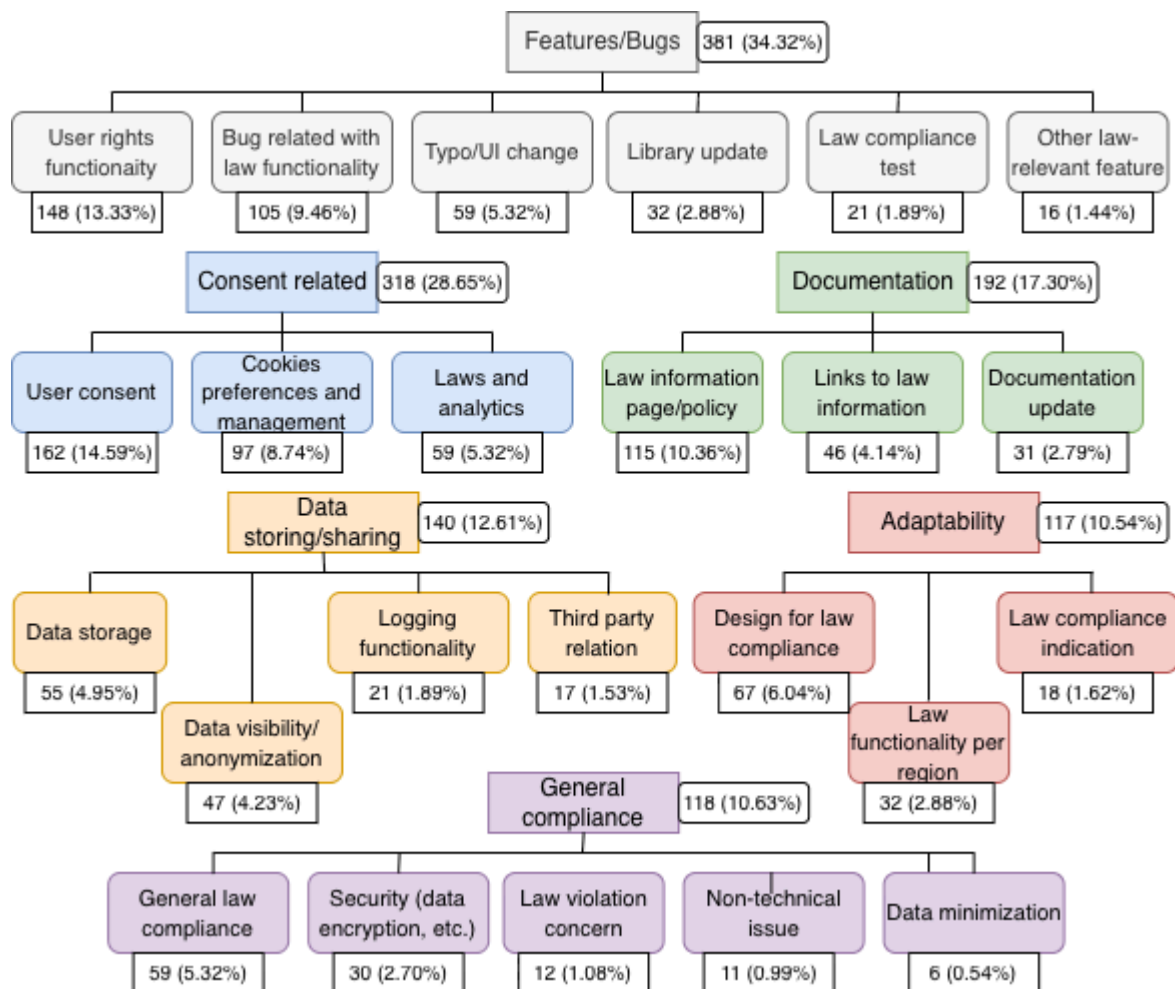 Features/Bugs
381 (34.32%)
User rights
functionaity
148 (13.33%)
Bug related with
law functionality
105 (9.46%)
Typo/UI change
59 (5.32%)
Library update
32 (2.88%)
Law compliance
test
21 (1.89%)
Other law-
relevant feature
16 (1.44%)
Consent related
318 (28.65%)
User consent
162 (14.59%)
Cookies
preferences and
management
97 (8.74%)
Laws and
analytics
59 (5.32%)
Documentation
192 (17.30%)
Law information
page/policy
115 (10.36%)
Links to law
information
46 (4.14%)
Documentation
update
31 (2.79%)
Data
storing/sharing
140 (12.61%)
Data storage
55 (4.95%)
Data visibility/
anonymization
47 (4.23%)
Logging
functionality
21 (1.89%)
Third party
relation
17 (1.53%)
Adaptability
117 (10.54%)
Design for law
compliance
67 (6.04%)
Law
functionality per
region
32 (2.88%)
Law compliance
indication
18 (1.62%)
General
compliance
118 (10.63%)
General law
compliance
59 (5.32%)
Security (data
encryption, etc.)
30 (2.70%)
Law violation
concern
12 (1.08%)
Non-technical
issue
11 (0.99%)
Data minimization
6 (0.54%)